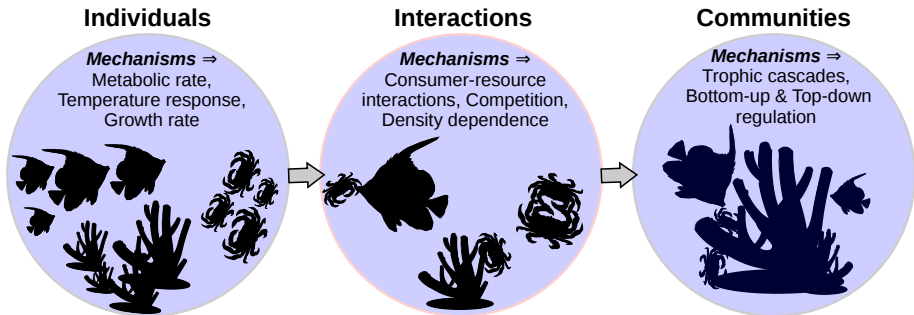 Individuals
Mechanisms ⇒
Metabolic rate,
Temperature response,
Growth rate
Interactions
Mechanisms ⇒
Consumer-resource
interactions, Competition,
Density dependence
Communities
Mechanisms ⇒
Trophic cascades,
Bottom-up & Top-down
regulation